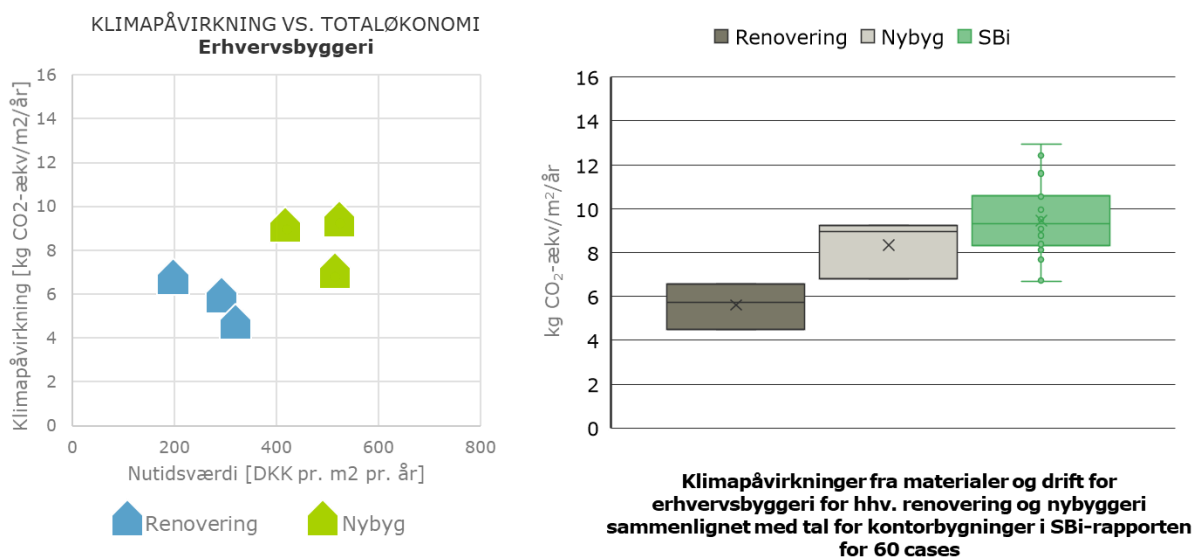 KLIMAPÅVIRKNING VS. TOTALØKONOMI
Erhvervsbyggeri
Klimapåvirkning [kg CO2-ækv/m2/år]
16
14
12
10
8
6
4
2
0
0 200 400 600 800
Nutidsværdi [DKK pr. m2 pr. år]
Renovering Nybyg
Renovering Nybyg SBi
kg CO₂-ækv/m²/år
16
14
12
10
8
6
4
2
0
Klimapåvirkninger fra materialer og drift for
erhvervsbyggeri for hhv. renovering og nybyggeri
sammenlignet med tal for kontorbygninger i SBi-rapporten
for 60 cases